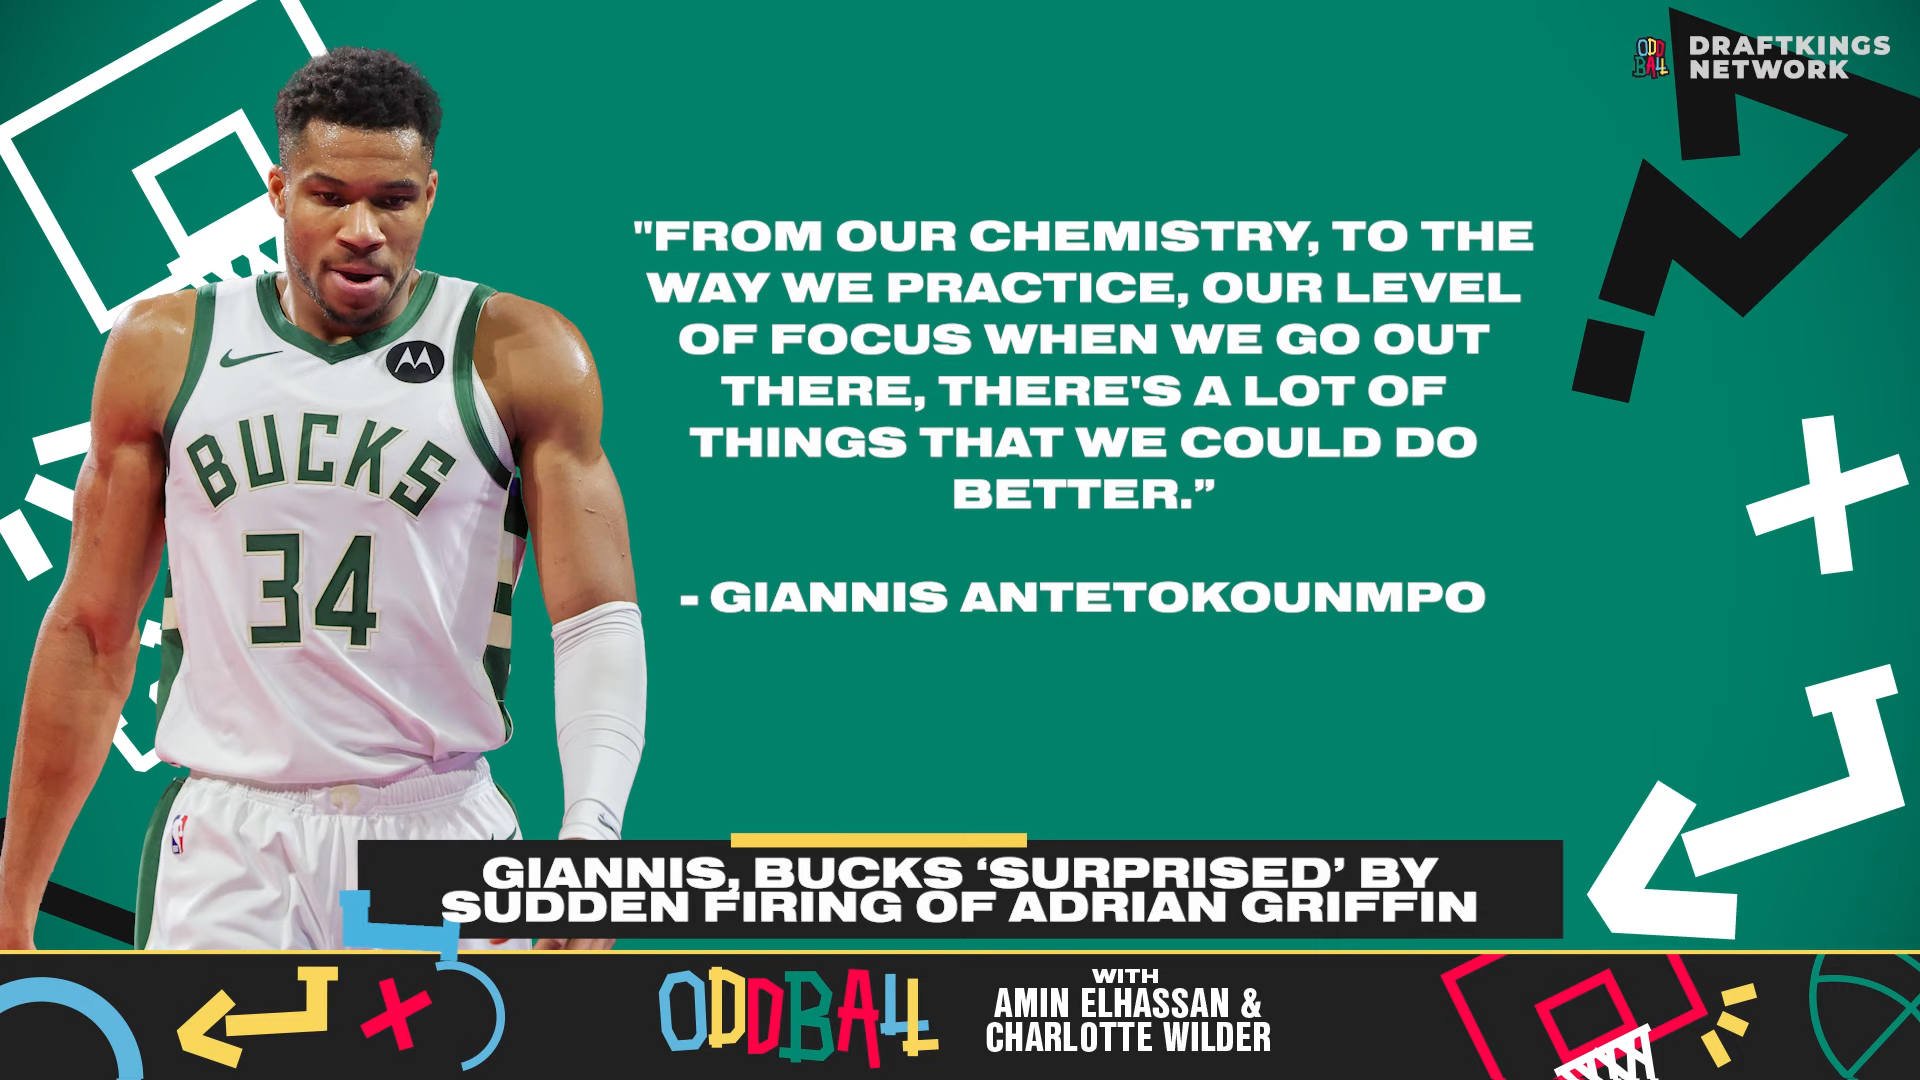 ODDBALL
DRAFTKINGS
NETWORK
"FROM OUR CHEMISTRY, TO THE
WAY WE PRACTICE, OUR LEVEL
OF FOCUS WHEN WE GO OUT
THERE, THERE'S A LOT OF
THINGS THAT WE COULD DO
BETTER.”
- GIANNIS ANTETOKOUNMPO
BUCKS
34
GIANNIS, BUCKS ‘SURPRISED’ BY
SUDDEN FIRING OF ADRIAN GRIFFIN
ODDBALL
WITH
AMIN ELHASSAN &
CHARLOTTE WILDER